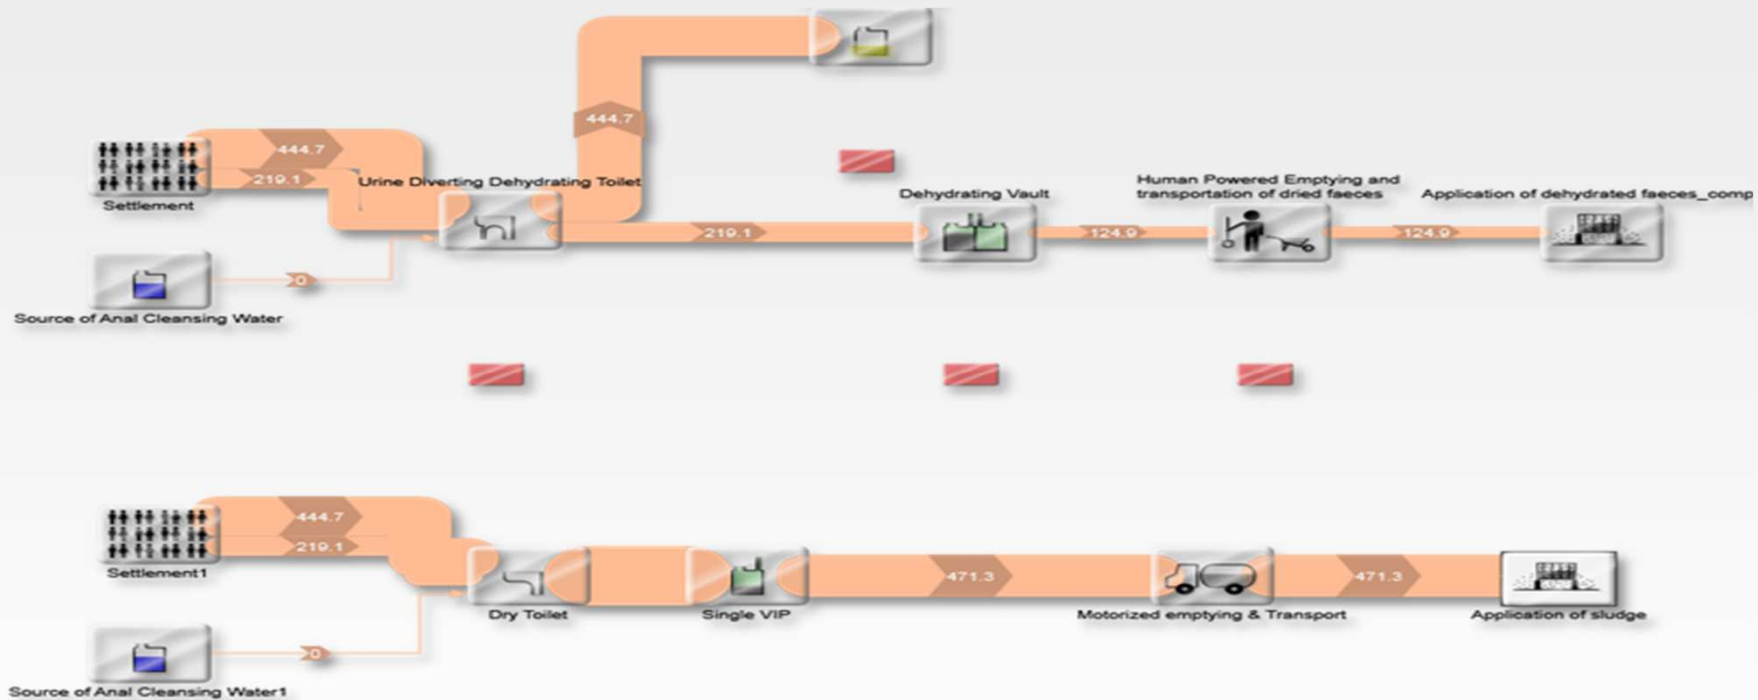 444.7
444.7
219.1
Settlement
Urine Diverting Dehydrating Toilet
219.1
Dehydrating Vault
124.9
Human Powered Emptying and
transportation of dried faeces
124.9
Application of dehydrated faeces_comp
0
Source of Anal Cleansing Water
444.7
219.1
Settlement1
Dry Toilet
Single VIP
471.3
Motorized emptying & Transport
471.3
Application of sludge
0
Source of Anal Cleansing Water1